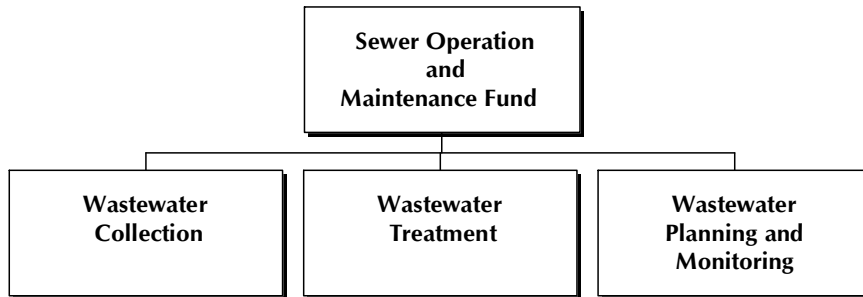 Sewer Operation
and
Maintenance Fund
Wastewater
Collection
Wastewater
Treatment
Wastewater
Planning and
Monitoring